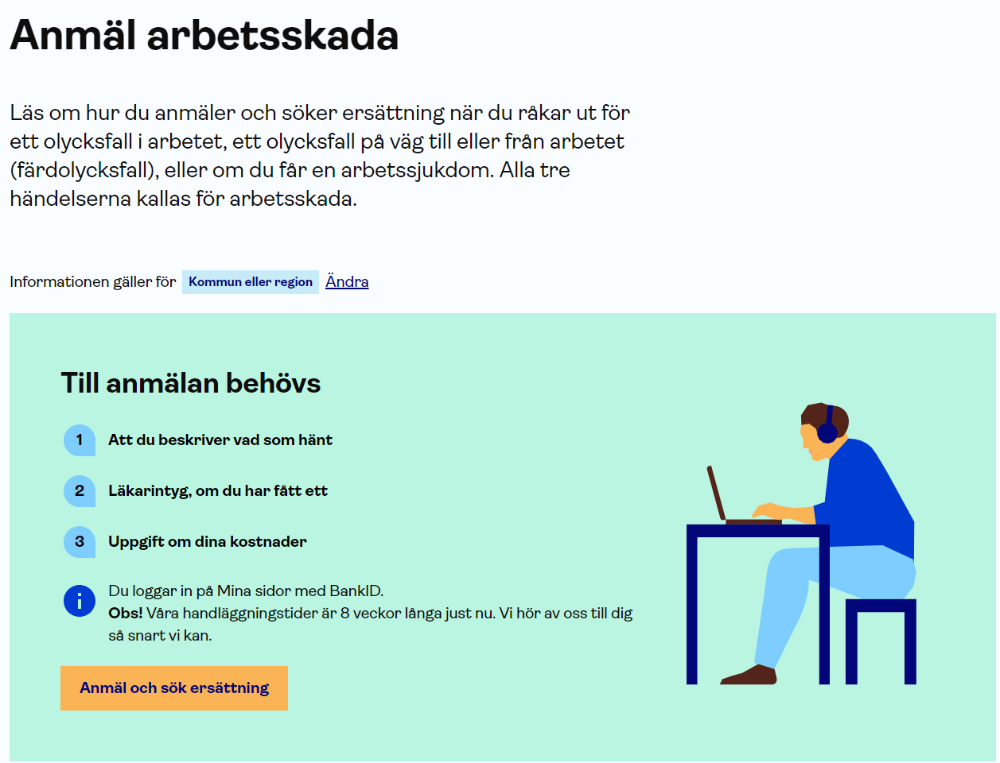 Anmäl arbetsskada
Läs om hur du anmäler och söker ersättning när du råkar ut för
ett olycksfall i arbetet, ett olycksfall på väg till eller från arbetet
(färdolycksfall), eller om du får en arbetssjukdom. Alla tre
händelserna kallas för arbetsskada.
Informationen gäller för Kommun eller region Ändra
Till anmälan behövs
1 Att du beskriver vad som hänt
2 Läkarintyg, om du har fått ett
3 Uppgift om dina kostnader
i Du loggar in på Mina sidor med BankID.
Obs! Våra handläggningstider är 8 veckor långa just nu. Vi hör av oss till dig
så snart vi kan.
Anmäl och sök ersättning